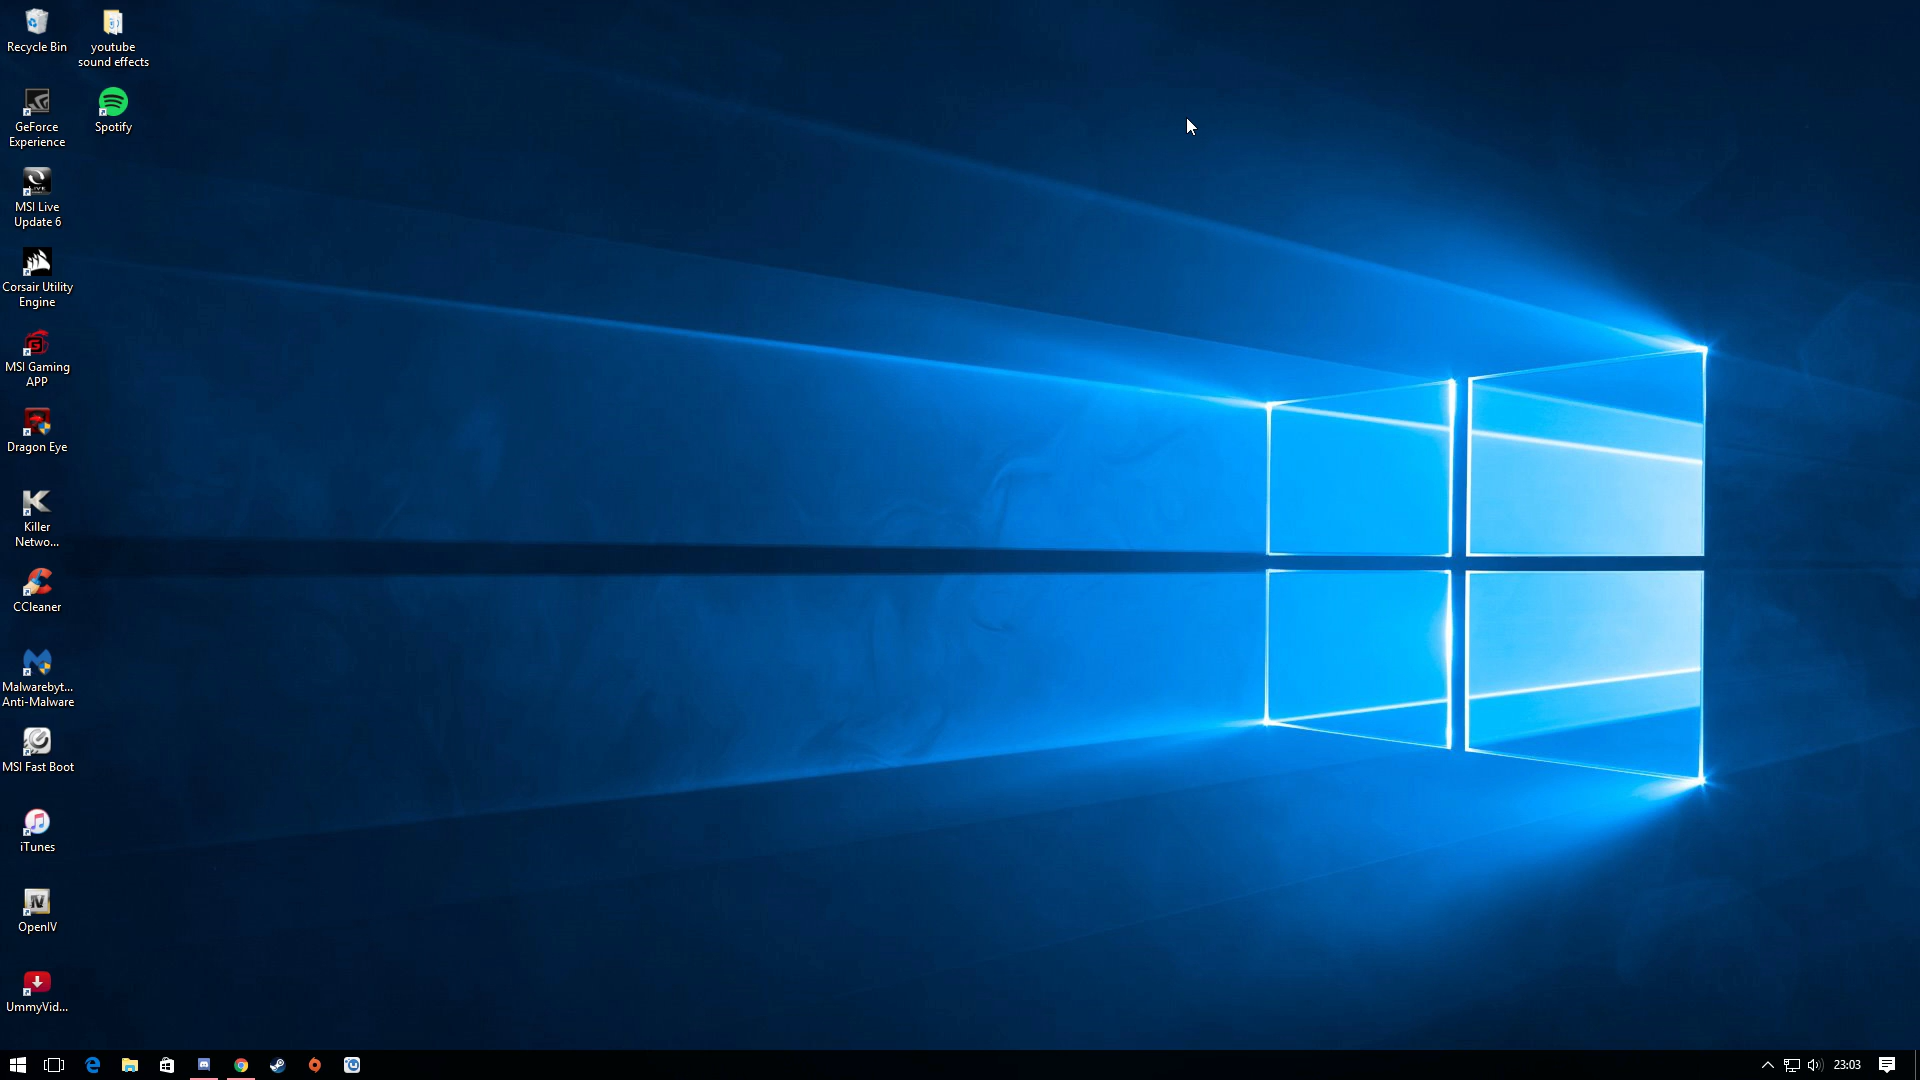 Recycle Bin
youtube
sound effects
GeForce
Experience
Spotify
MSI Live
Update 6
Corsair Utility
Engine
MSI Gaming
APP
Dragon Eye
Killer
Netwo...
CCleaner
Malwarebyt...
Anti-Malware
MSI Fast Boot
iTunes
OpenIV
UmmyVid...
23:03